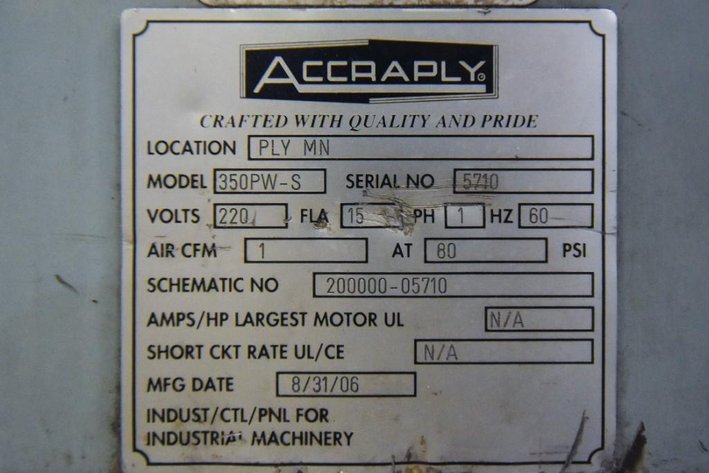 ACCRAPLY®
CRAFTED WITH QUALITY AND PRIDE
LOCATION PLY MN
MODEL 350PW-S SERIAL NO 5710
VOLTS 220 FLA 15 PH 1 HZ 60
AIR CFM 1 AT 80 PSI
SCHEMATIC NO 200000-05710
AMPS/HP LARGEST MOTOR UL N/A
SHORT CKT RATE UL/CE N/A
MFG DATE 8/31/06
INDUST/CTL/PNL FOR
INDUSTRIAL MACHINERY